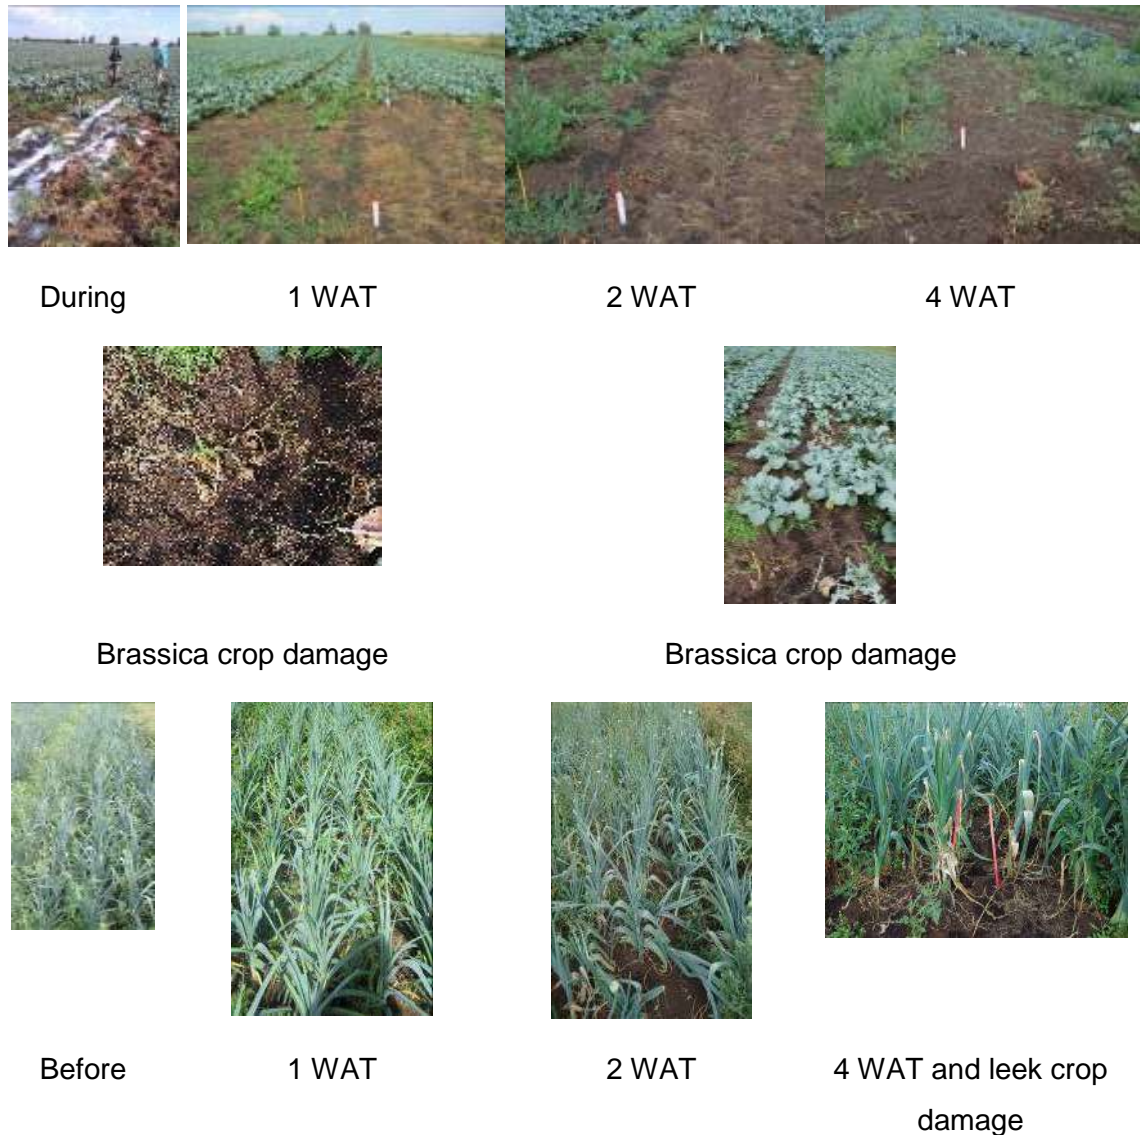 During 1 WAT 2 WAT 4 WAT
Brassica crop damage Brassica crop damage
Before 1 WAT 2 WAT 4 WAT and leek crop
damage